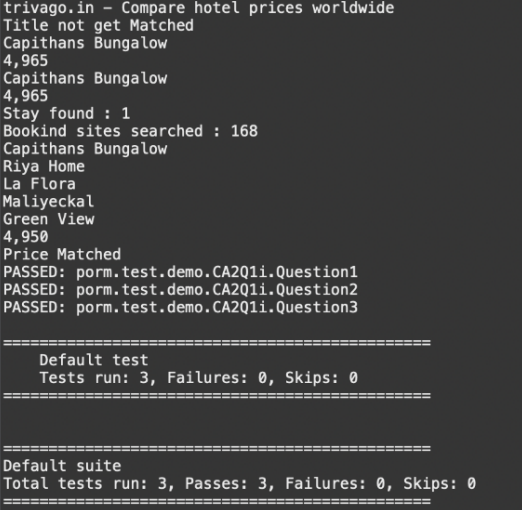 trivago.in – Compare hotel prices worldwide
Title not get Matched
Capithans Bungalow
4,965
Capithans Bungalow
4,965
Stay found : 1
Bookind sites searched : 168
Capithans Bungalow
Riya Home
La Flora
Maliyeckal
Green View
4,950
Price Matched
PASSED: porm.test.demo.CA2Q1i.Question1
PASSED: porm.test.demo.CA2Q1i.Question2
PASSED: porm.test.demo.CA2Q1i.Question3
===============================================
    Default test
    Tests run: 3, Failures: 0, Skips: 0
===============================================
===============================================
Default suite
Total tests run: 3, Passes: 3, Failures: 0, Skips: 0
===============================================